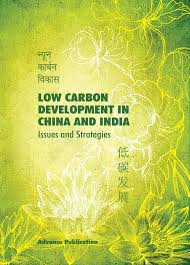 न्यून
कार्बन
विकास
LOW CARBON
DEVELOPMENT IN
CHINA AND INDIA
Issues and Strategies
低
碳
发
展
Advance Publication